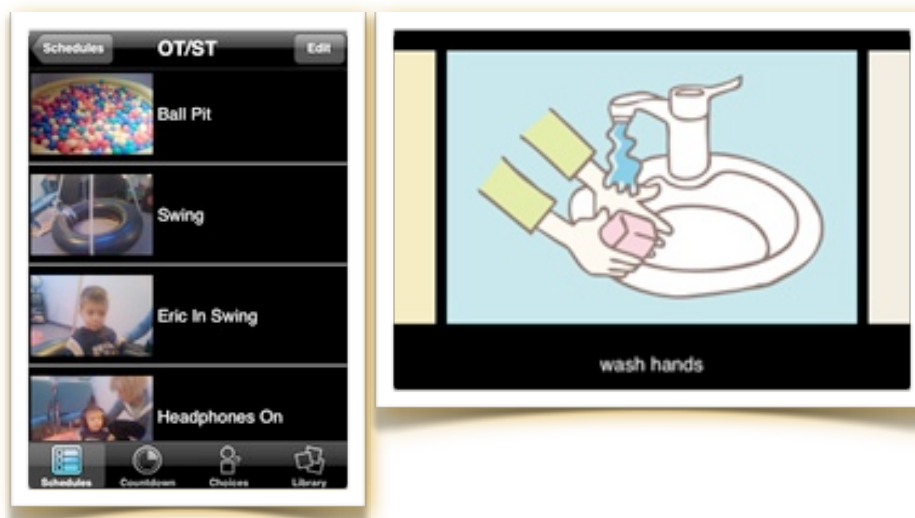 Schedules OT/ST Edit
Ball Pit
Swing
Eric In Swing
Headphones On
Schedules Countdown Choices Library
wash hands